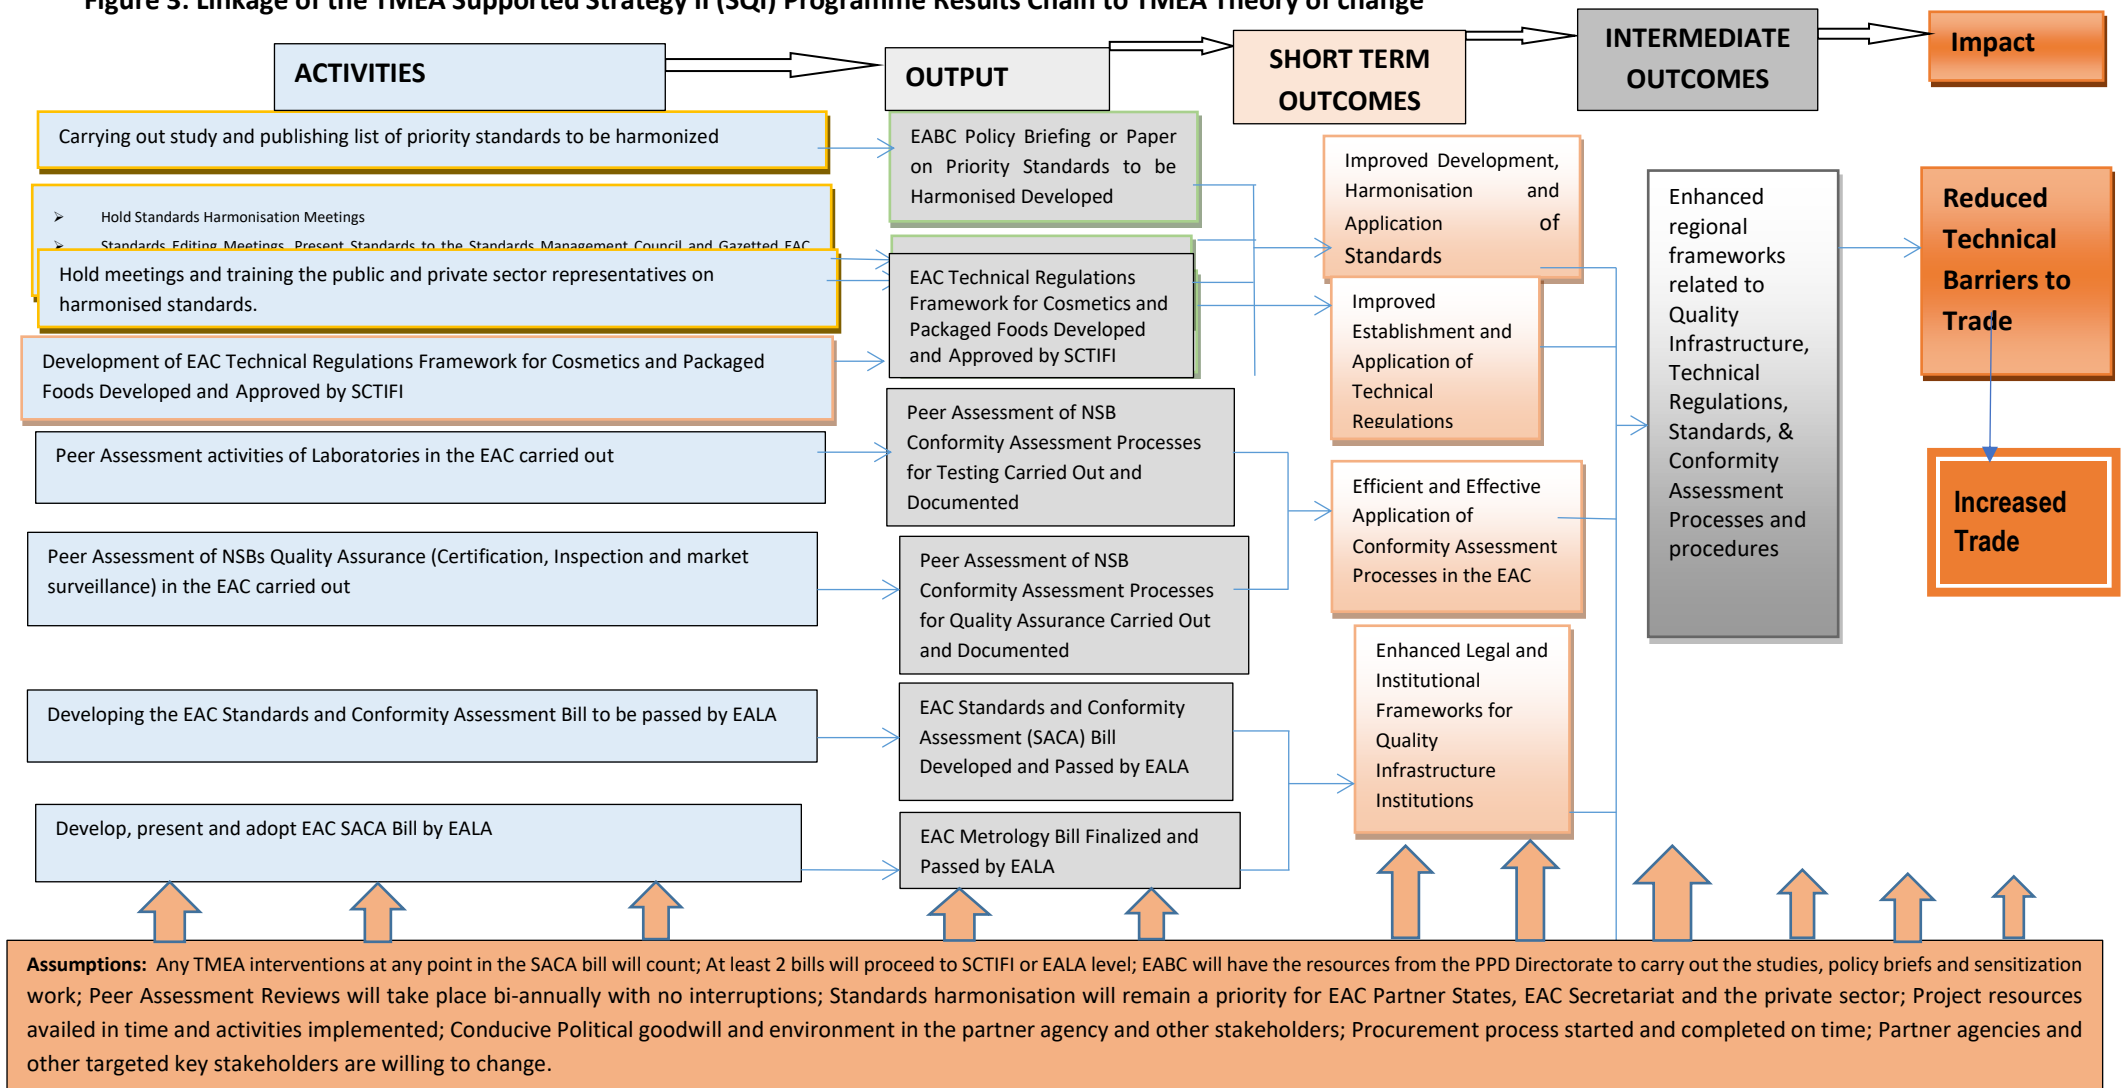 Figure 3: Linkage of the TMEA Supported Strategy II (SQI) Programme Results Chain to TMEA Theory of change
ACTIVITIES
OUTPUT
SHORT TERM
OUTCOMES
INTERMEDIATE
OUTCOMES
Impact
Carrying out study and publishing list of priority standards to be harmonized
➢ Hold Standards Harmonisation Meetings
➢ Standards Editing Meetings, Present Standards to the Standards Management Council and Gazetted EAC
Hold meetings and training the public and private sector representatives on
harmonised standards.
Development of EAC Technical Regulations Framework for Cosmetics and Packaged
Foods Developed and Approved by SCTIFI
Peer Assessment activities of Laboratories in the EAC carried out
Peer Assessment of NSBs Quality Assurance (Certification, Inspection and market
surveillance) in the EAC carried out
Developing the EAC Standards and Conformity Assessment Bill to be passed by EALA
Develop, present and adopt EAC SACA Bill by EALA
EABC Policy Briefing or Paper
on Priority Standards to be
Harmonised Developed
EAC Technical Regulations
Framework for Cosmetics and
Packaged Foods Developed
and Approved by SCTIFI
Peer Assessment of NSB
Conformity Assessment Processes
for Testing Carried Out and
Documented
Peer Assessment of NSB
Conformity Assessment Processes
for Quality Assurance Carried Out
and Documented
EAC Standards and Conformity
Assessment (SACA) Bill
Developed and Passed by EALA
EAC Metrology Bill Finalized and
Passed by EALA
Improved Development,
Harmonisation and
Application of
Standards
Improved
Establishment and
Application of
Technical
Regulations
Efficient and Effective
Application of
Conformity Assessment
Processes in the EAC
Enhanced Legal and
Institutional
Frameworks for
Quality
Infrastructure
Institutions
Enhanced
regional
frameworks
related to
Quality
Infrastructure,
Technical
Regulations,
Standards, &
Conformity
Assessment
Processes and
procedures
Reduced
Technical
Barriers to
Trade
Increased
Trade
Assumptions: Any TMEA interventions at any point in the SACA bill will count; At least 2 bills will proceed to SCTIFI or EALA level; EABC will have the resources from the PPD Directorate to carry out the studies, policy briefs and sensitization
work; Peer Assessment Reviews will take place bi-annually with no interruptions; Standards harmonisation will remain a priority for EAC Partner States, EAC Secretariat and the private sector; Project resources
availed in time and activities implemented; Conducive Political goodwill and environment in the partner agency and other stakeholders; Procurement process started and completed on time; Partner agencies and
other targeted key stakeholders are willing to change.